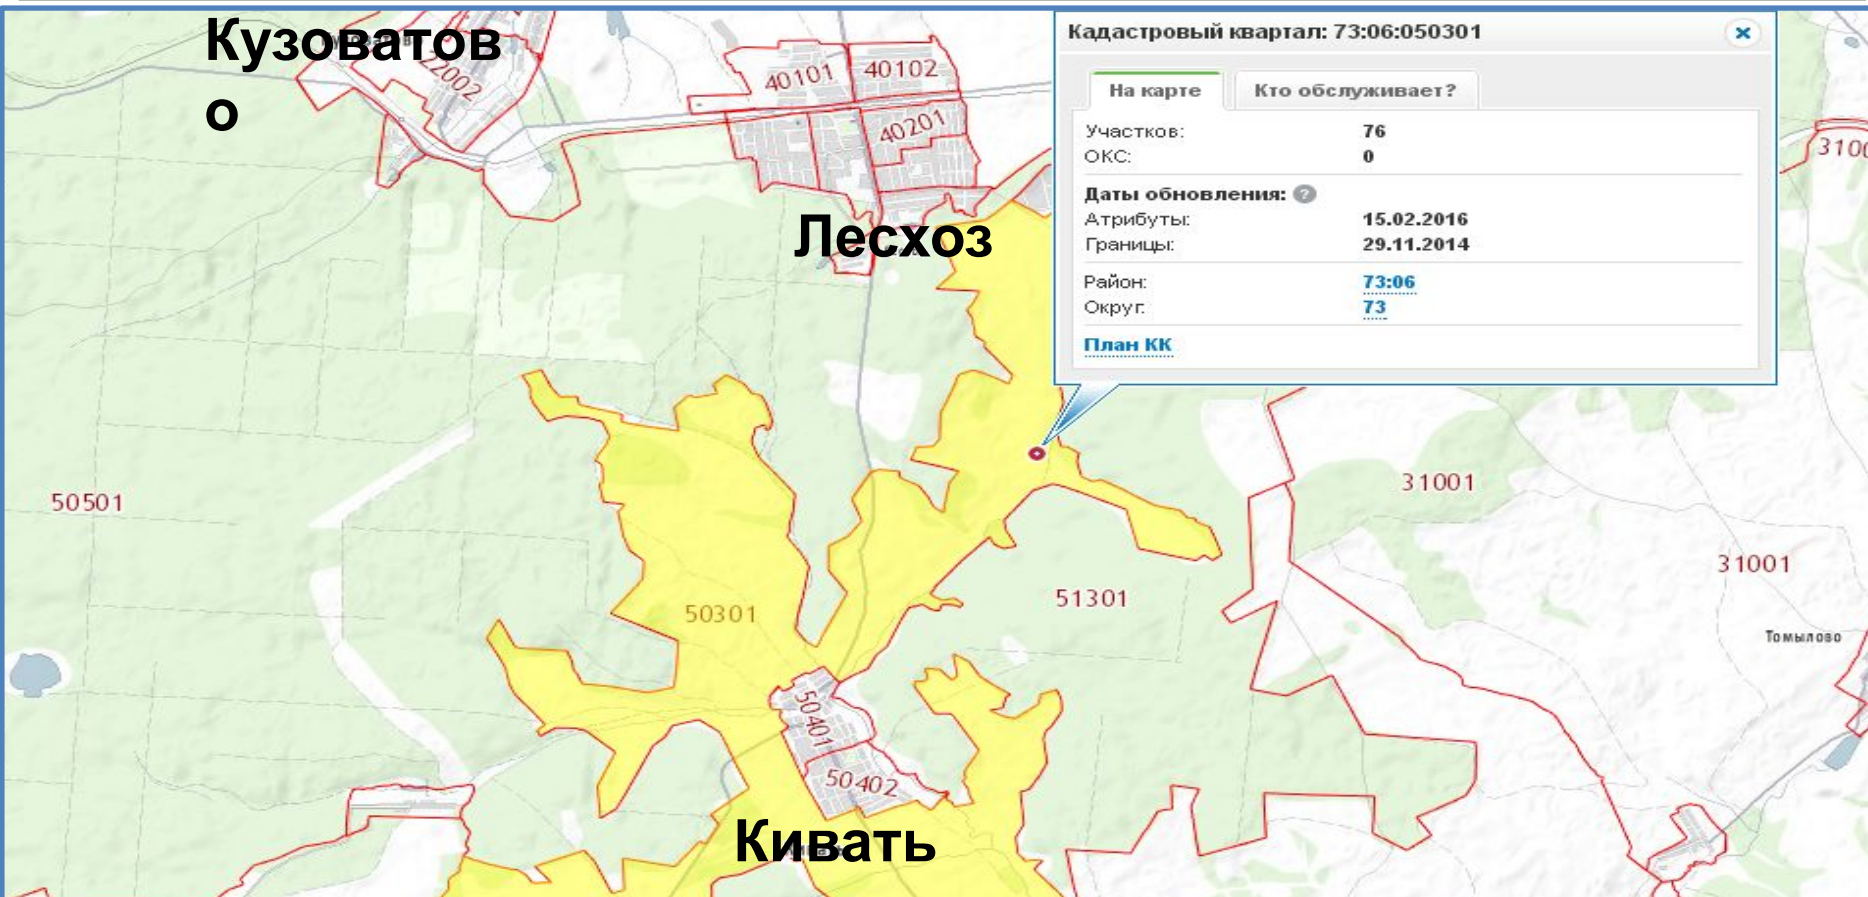 Кузоватов
о
22002
40101
40102
40201
Лесхоз
Кадастровый квартал: 73:06:050301
На карте
Кто обслуживает?
Участков: 76
ОКС: 0
Даты обновления: ?
Атрибуты: 15.02.2016
Границы: 29.11.2014
Район: 73:06
Округ: 73
План КК
3100
50501
31001
31001
50301
51301
Томылово
50401
50402
Кивать